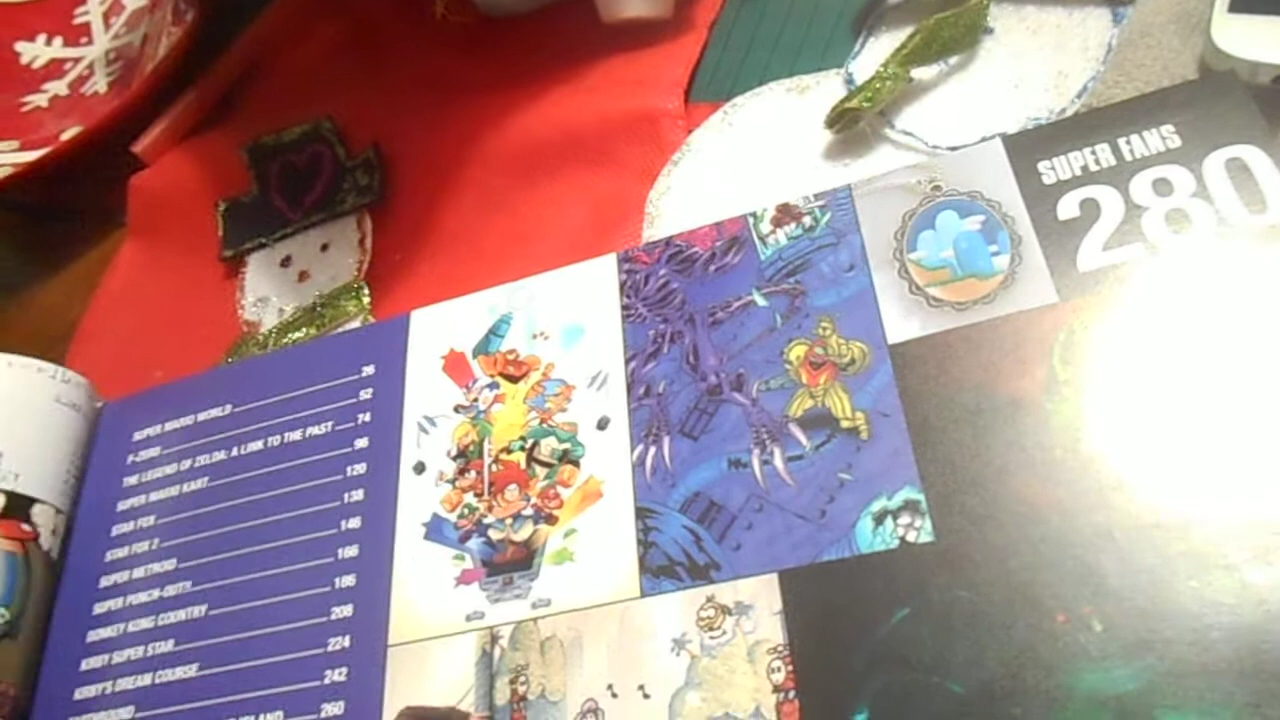 SUPER FANS
280
SUPER MARIO WORLD 26
F-ZERO 52
THE LEGEND OF ZELDA: A LINK TO THE PAST 74
SUPER MARIO KART 96
STAR FOX 120
STAR FOX 2 138
SUPER METROID 146
SUPER PUNCH-OUT!! 166
DONKEY KONG COUNTRY 186
KIRBY SUPER STAR 208
KIRBY'S DREAM COURSE 224
EARTHBOUND 242
ISLAND 260